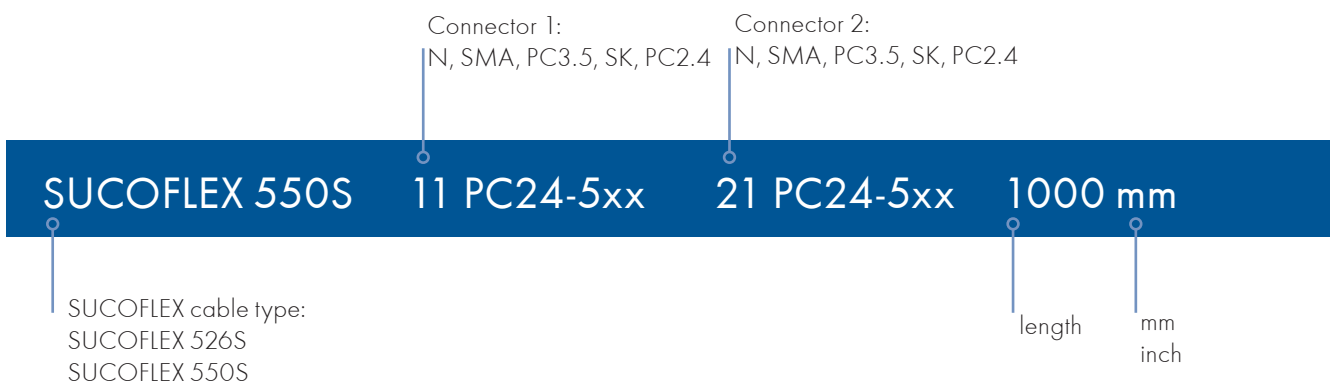 Connector 1:
N, SMA, PC3.5, SK, PC2.4
Connector 2:
N, SMA, PC3.5, SK, PC2.4
SUCOFLEX 550S 11 PC24-5xx 21 PC24-5xx 1000 mm
SUCOFLEX cable type:
SUCOFLEX 526S
SUCOFLEX 550S
length
mm
inch